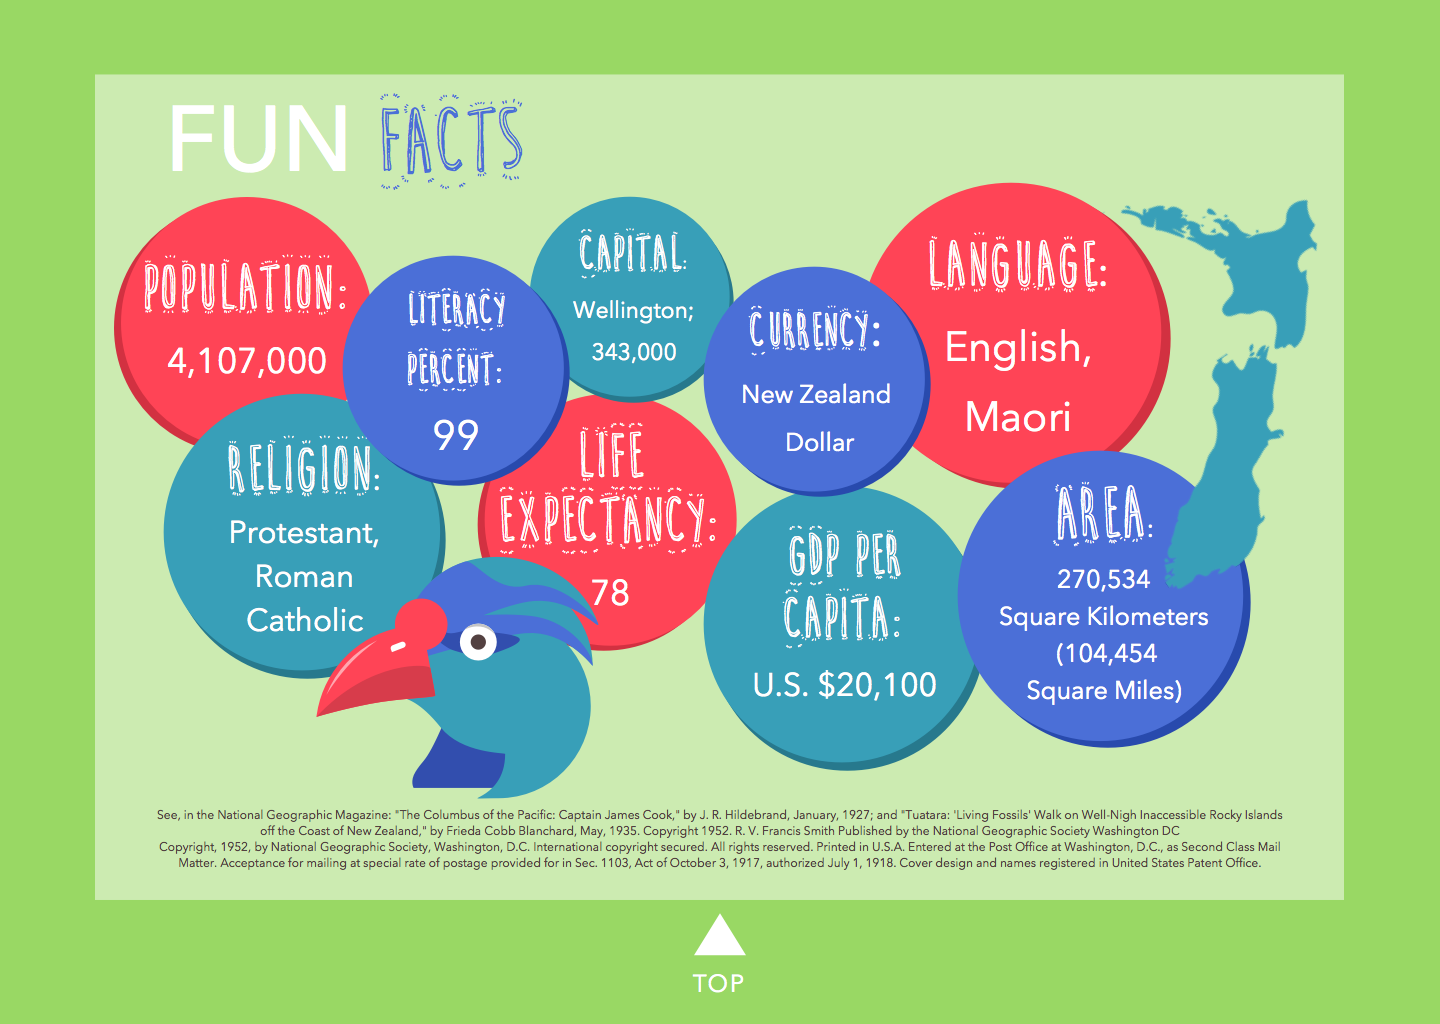 FUN FACTS
POPULATION:
4,107,000
LITERACY
PERCENT:
99
CAPITAL:
Wellington;
343,000
CURRENCY:
New Zealand
Dollar
LANGUAGE:
English,
Maori
RELIGION:
Protestant,
Roman
Catholic
LIFE
EXPECTANCY:
78
GDP PER
CAPITA:
U.S. $20,100
AREA:
270,534
Square Kilometers
(104,454
Square Miles)
See, in the National Geographic Magazine: "The Columbus of the Pacific: Captain James Cook," by J. R. Hildebrand, January, 1927; and "Tuatara: 'Living Fossils' Walk on Well-Nigh Inaccessible Rocky Islands
off the Coast of New Zealand," by Frieda Cobb Blanchard, May, 1935. Copyright 1952. R. V. Francis Smith Published by the National Geographic Society Washington DC
Copyright, 1952, by National Geographic Society, Washington, D.C. International copyright secured. All rights reserved. Printed in U.S.A. Entered at the Post Office at Washington, D.C., as Second Class Mail
Matter. Acceptance for mailing at special rate of postage provided for in Sec. 1103, Act of October 3, 1917, authorized July 1, 1918. Cover design and names registered in United States Patent Office.
TOP